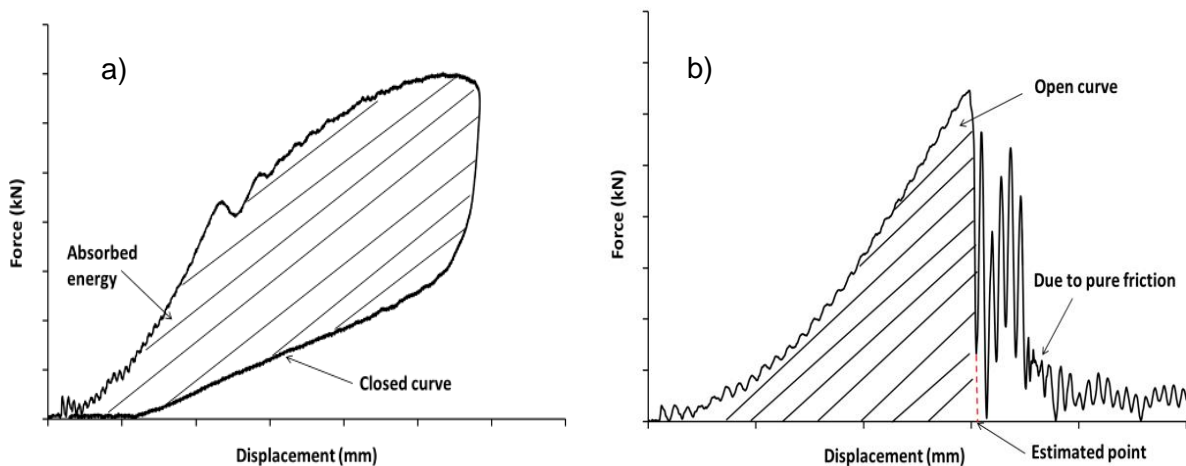 a)
Force (kN)
Absorbed
energy
Closed curve
Displacement (mm)
b)
Force (kN)
Open curve
Due to pure friction
Displacement (mm)
Estimated point